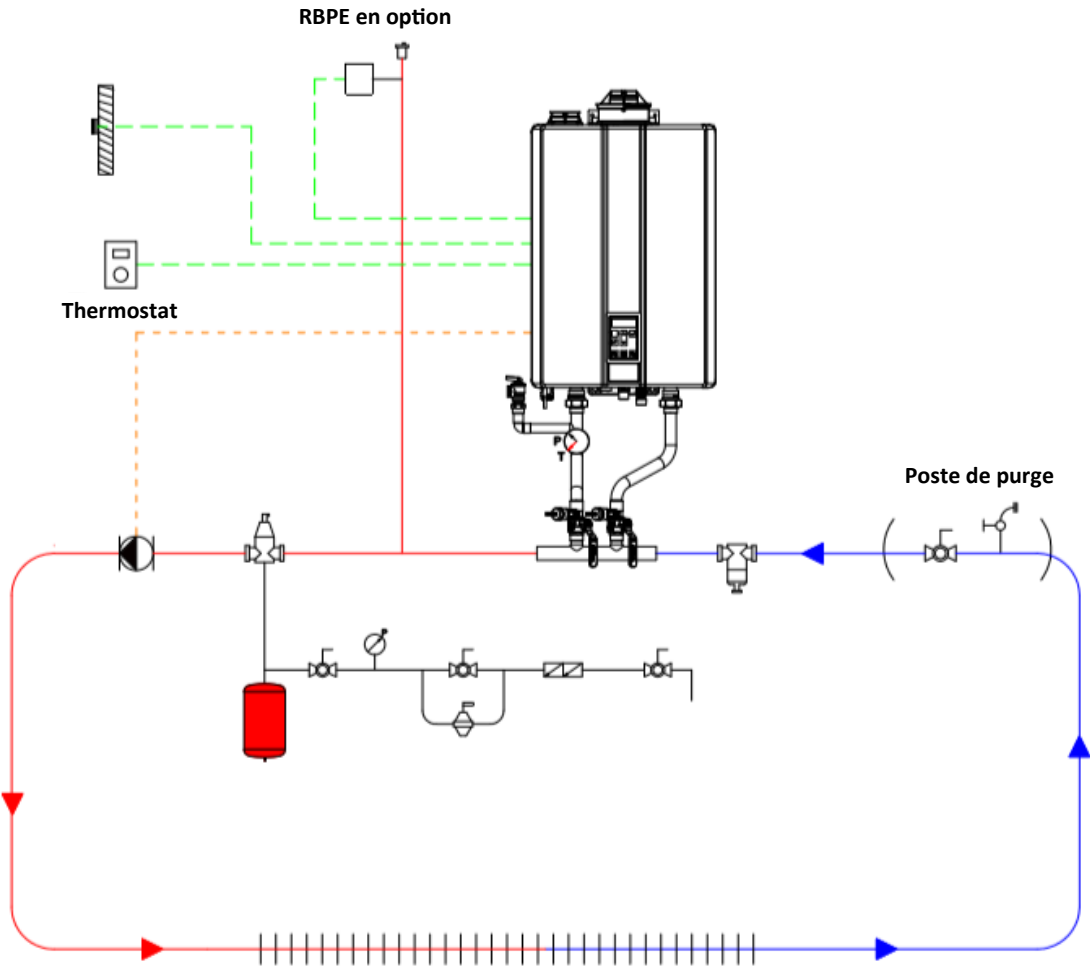 RBPE en option
Thermostat
P
T
Poste de purge
P